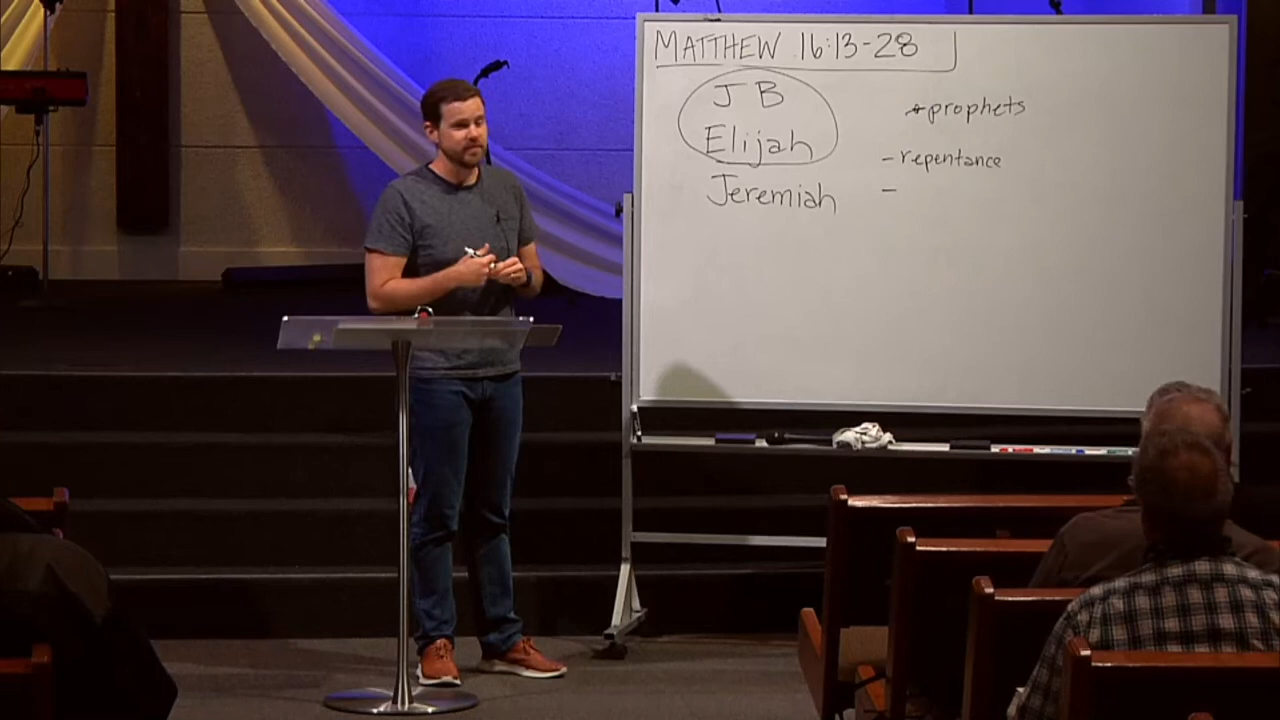 MATTHEW 16:13-28
J B
Elijah
Jeremiah
*prophets
- repentance
-